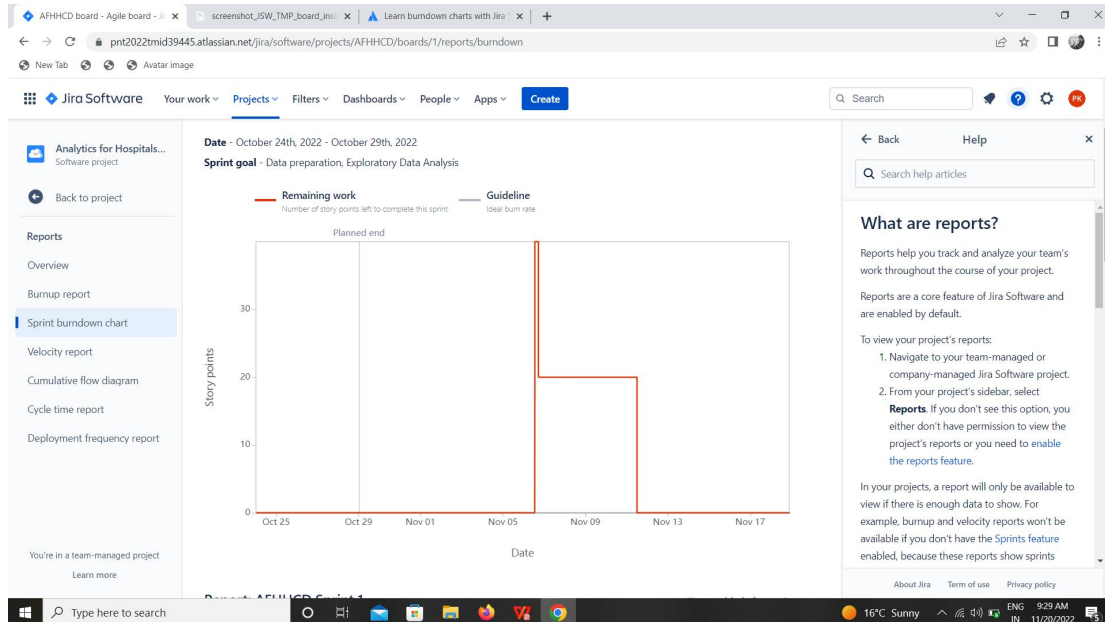 AFHHCD board - Agile board - Ji
screenshot_JSW_TMP_board_insi
Learn burndown charts with Jira
pnt2022tmid39445.atlassian.net/jira/software/projects/AFHHCD/boards/1/reports/burndown
New Tab
Avatar image
Jira Software
Your work
Projects
Filters
Dashboards
People
Apps
Create
Search
PK
Analytics for Hospitals...
Software project
Back to project
Reports
Overview
Burnup report
Sprint burndown chart
Velocity report
Cumulative flow diagram
Cycle time report
Deployment frequency report
You're in a team-managed project
Learn more
Date - October 24th, 2022 - October 29th, 2022
Sprint goal - Data preparation, Exploratory Data Analysis
Remaining work
Number of story points left to complete this sprint
Guideline
Ideal burn rate
Planned end
30
20
10
0
Story points
Oct 25
Oct 29
Nov 01
Nov 05
Nov 09
Nov 13
Nov 17
Date
Back
Help
Search help articles
What are reports?
Reports help you track and analyze your team's
work throughout the course of your project.
Reports are a core feature of Jira Software and
are enabled by default.
To view your project's reports:
1. Navigate to your team-managed or
company-managed Jira Software project.
2. From your project's sidebar, select
Reports. If you don't see this option, you
either don't have permission to view the
project's reports or you need to enable
the reports feature.
In your projects, a report will only be available to
view if there is enough data to show. For
example, burnup and velocity reports won't be
available if you don't have the Sprints feature
enabled, because these reports show sprints
About Jira
Term of use
Privacy policy
Type here to search
16°C Sunny
ENG
IN
9:29 AM
11/20/2022
5